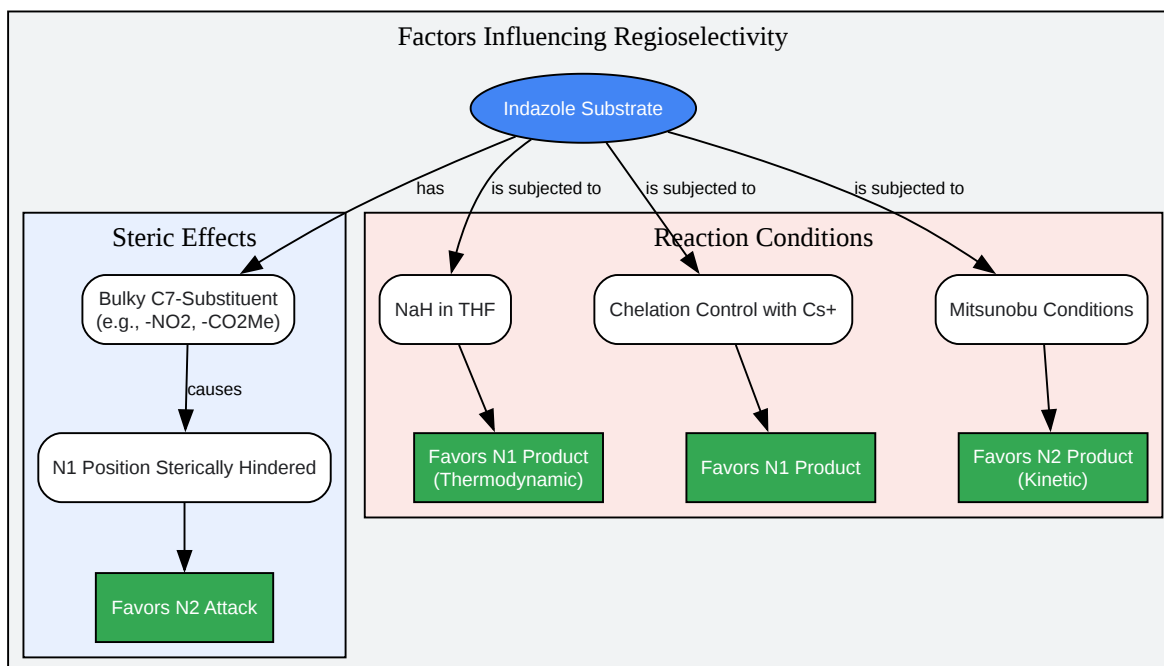 Factors Influencing Regioselectivity
Indazole Substrate
has
is subjected to
is subjected to
is subjected to
Steric Effects
Reaction Conditions
Bulky C7-Substituent
(e.g., -NO2, -CO2Me)
NaH in THF
Chelation Control with Cs+
Mitsunobu Conditions
causes
N1 Position Sterically Hindered
Favors N1 Product
(Thermodynamic)
Favors N1 Product
Favors N2 Product
(Kinetic)
Favors N2 Attack